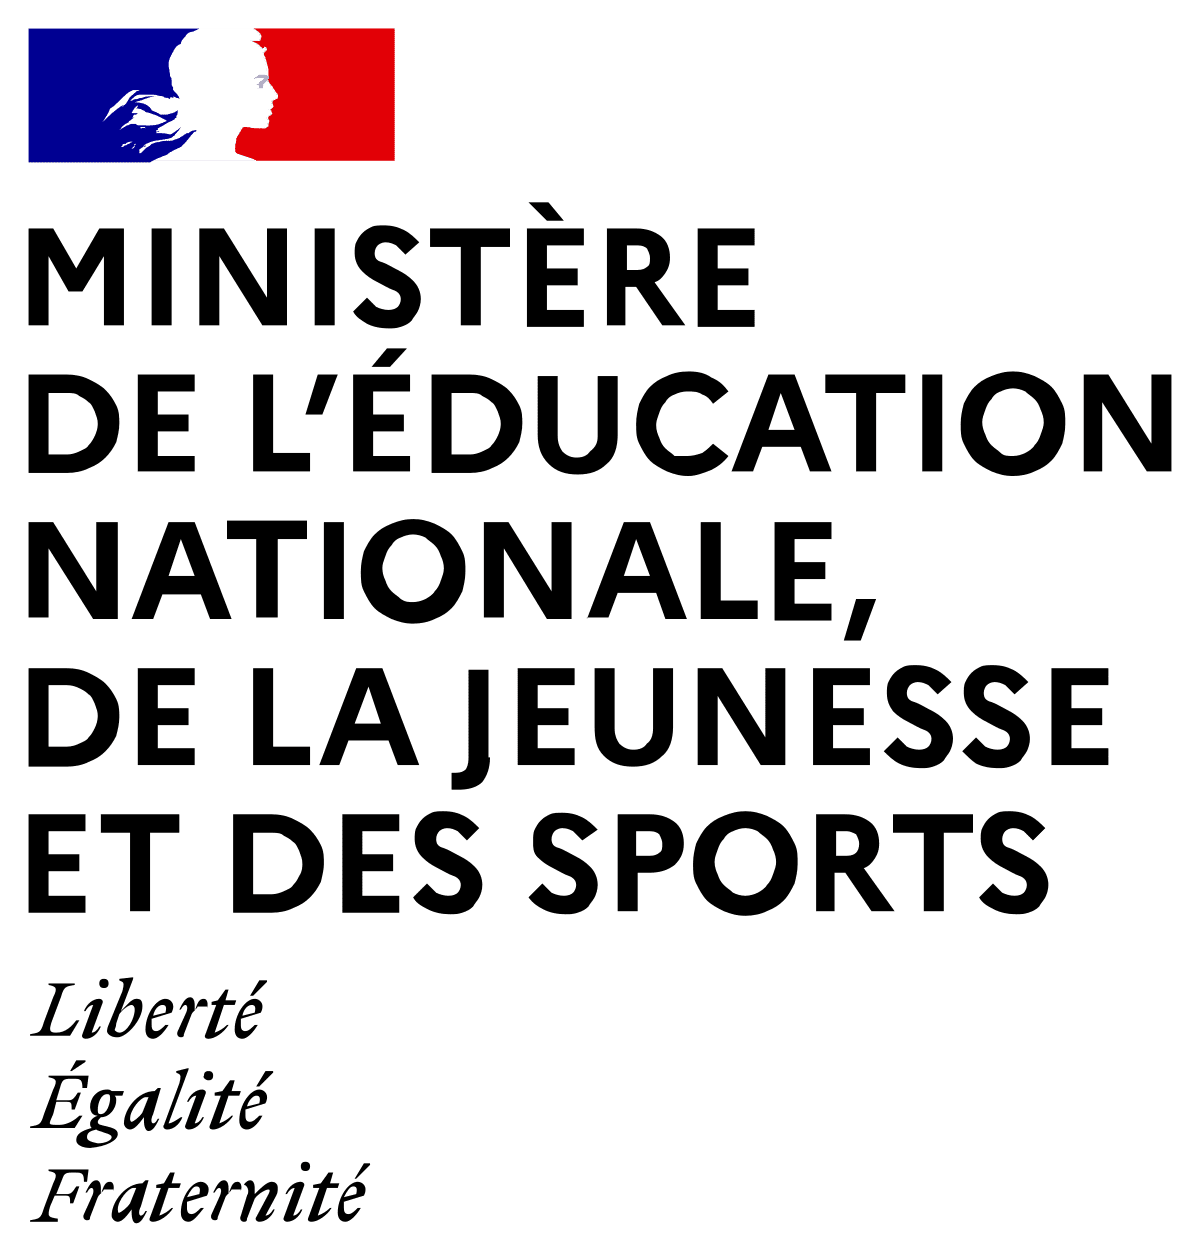 MINISTÈRE
DE L’ÉDUCATION
NATIONALE,
DE LA JEUNESSE
ET DES SPORTS
Liberté
Égalité
Fraternité